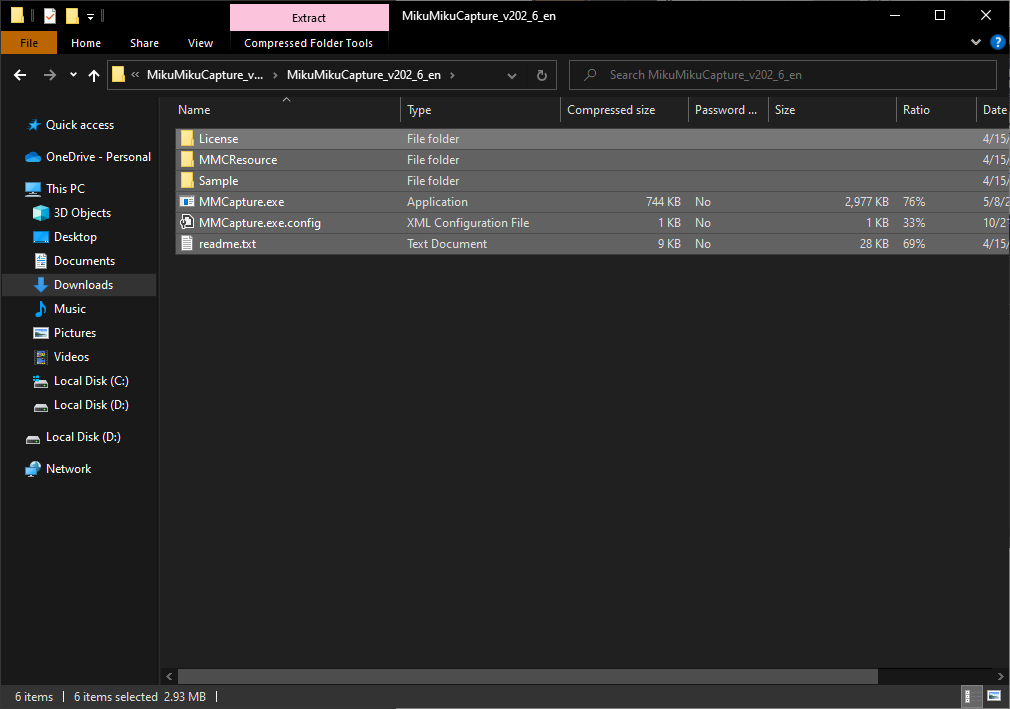 Extract
MikuMikuCapture_v202_6_en
File
Home
Share
View
Compressed Folder Tools
MikuMikuCapture_v...
MikuMikuCapture_v202_6_en
Search MikuMikuCapture_v202_6_en
Name
Type
Compressed size
Password ...
Size
Ratio
Date
Quick access
OneDrive - Personal
This PC
3D Objects
Desktop
Documents
Downloads
Music
Pictures
Videos
Local Disk (C:)
Local Disk (D:)
Local Disk (D:)
Network
License File folder 4/15/
MMCResource File folder 4/15/
Sample File folder 4/15/
MMCapture.exe Application 744 KB No 2,977 KB 76% 5/8/2
MMCapture.exe.config XML Configuration File 1 KB No 1 KB 33% 10/21
readme.txt Text Document 9 KB No 28 KB 69% 4/15/
6 items 6 items selected 2.93 MB